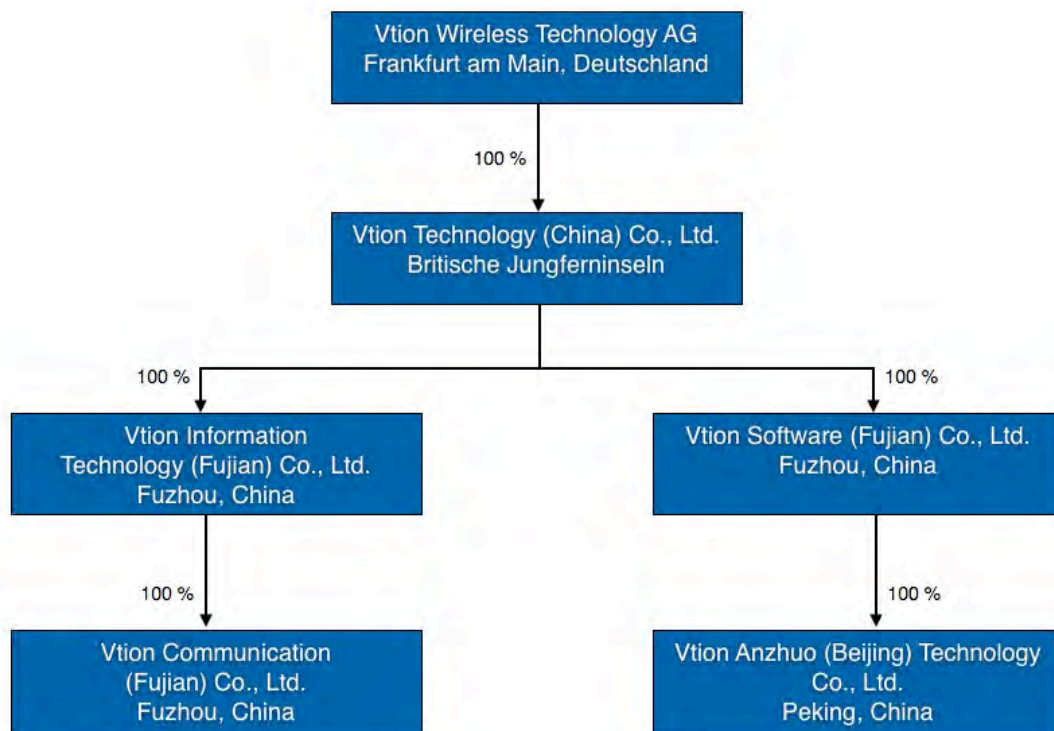 Vtion Wireless Technology AG
Frankfurt am Main, Deutschland
100 %
Vtion Technology (China) Co., Ltd.
Britische Jungferninseln
100 %
100 %
Vtion Information
Technology (Fujian) Co., Ltd.
Fuzhou, China
Vtion Software (Fujian) Co., Ltd.
Fuzhou, China
100 %
100 %
Vtion Communication
(Fujian) Co., Ltd.
Fuzhou, China
Vtion Anzhuo (Beijing) Technology
Co., Ltd.
Peking, China